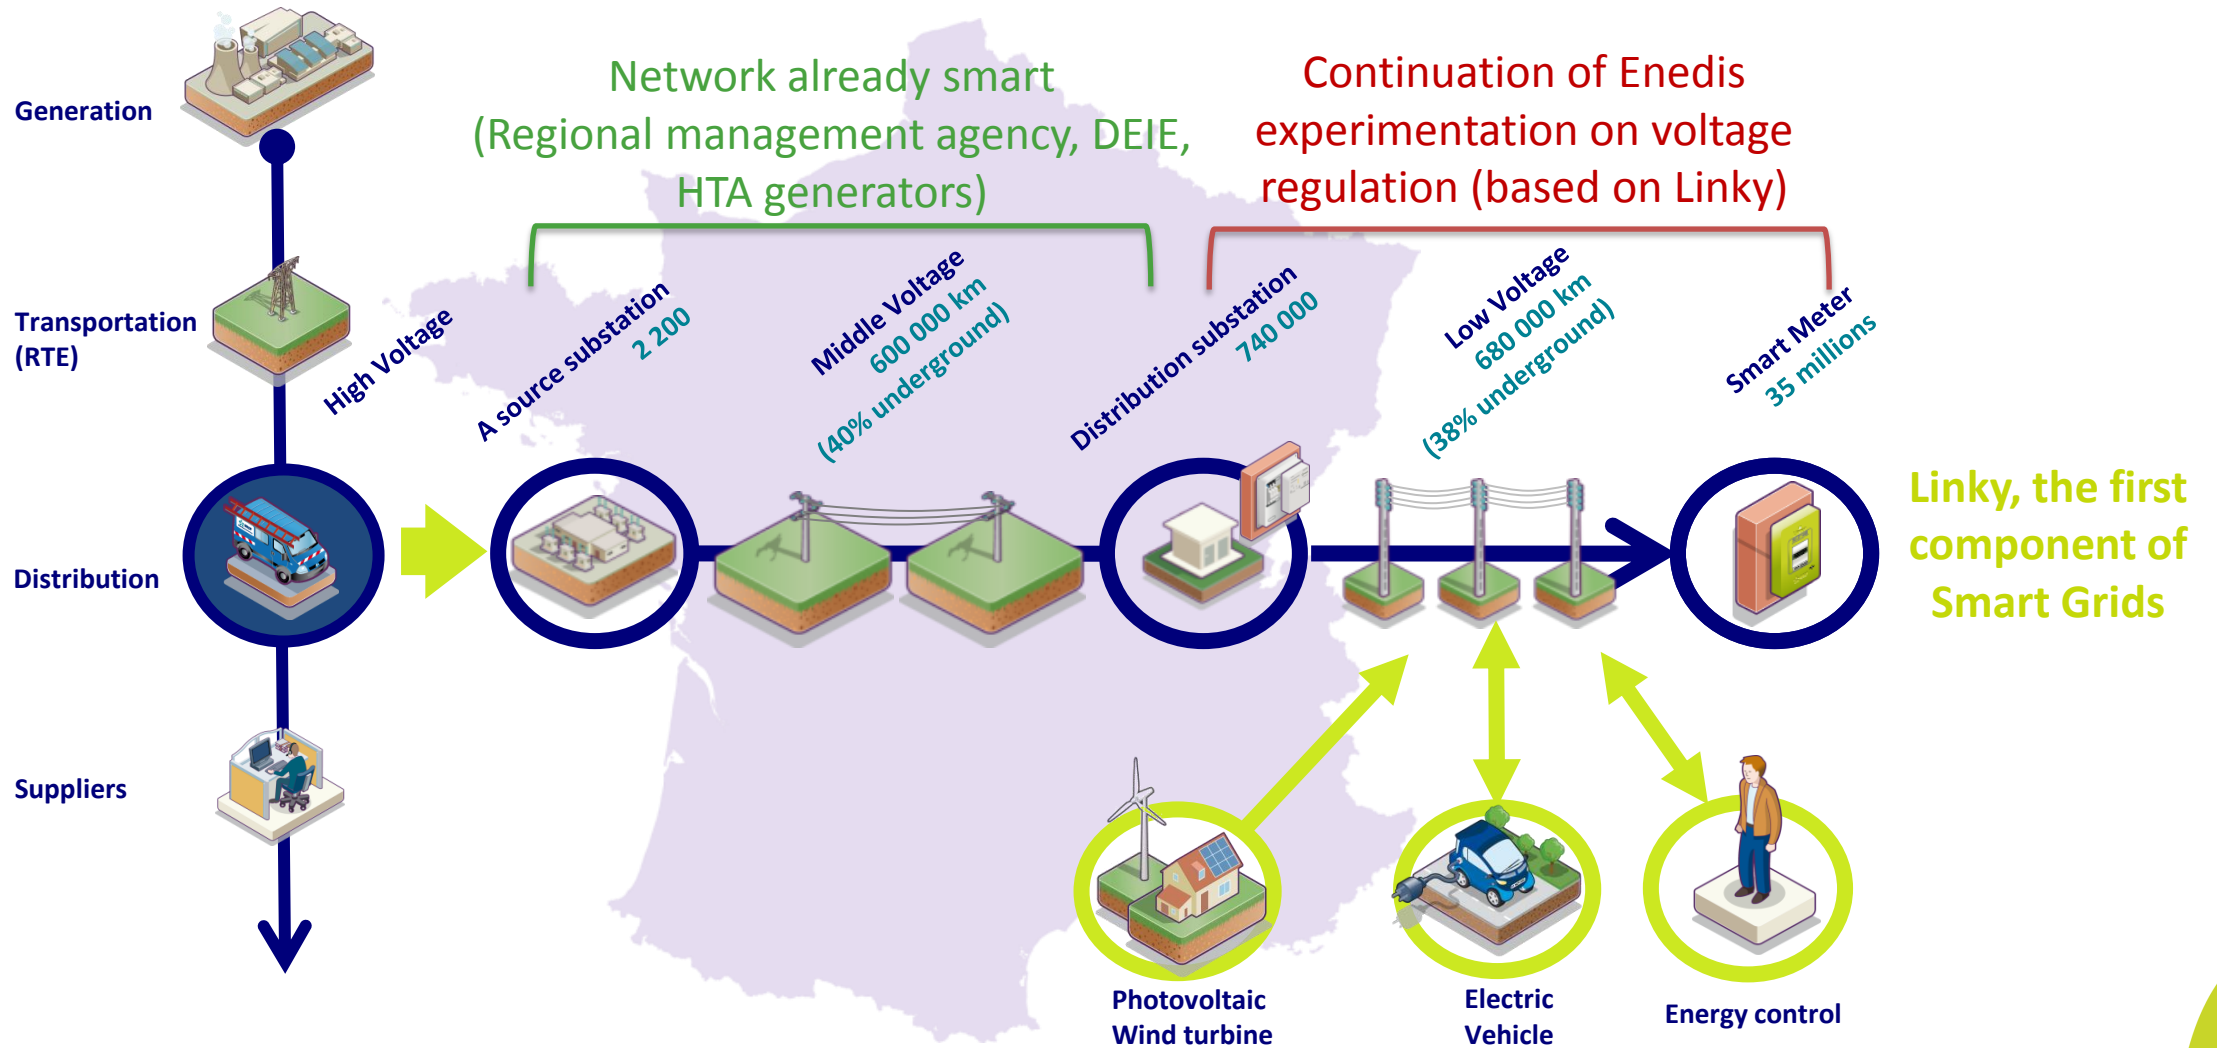 Generation
Network already smart
(Regional management agency, DEIE,
HTA generators)
Continuation of Enedis
experimentation on voltage
regulation (based on Linky)
Transportation
(RTE)
High Voltage
A source substation
2 200
Middle Voltage
600 000 km
(40% underground)
Distribution substation
740 000
Low Voltage
680 000 km
(38% underground)
Smart Meter
35 millions
Distribution
Linky, the first
component of
Smart Grids
Suppliers
Photovoltaic
Wind turbine
Electric
Vehicle
Energy control